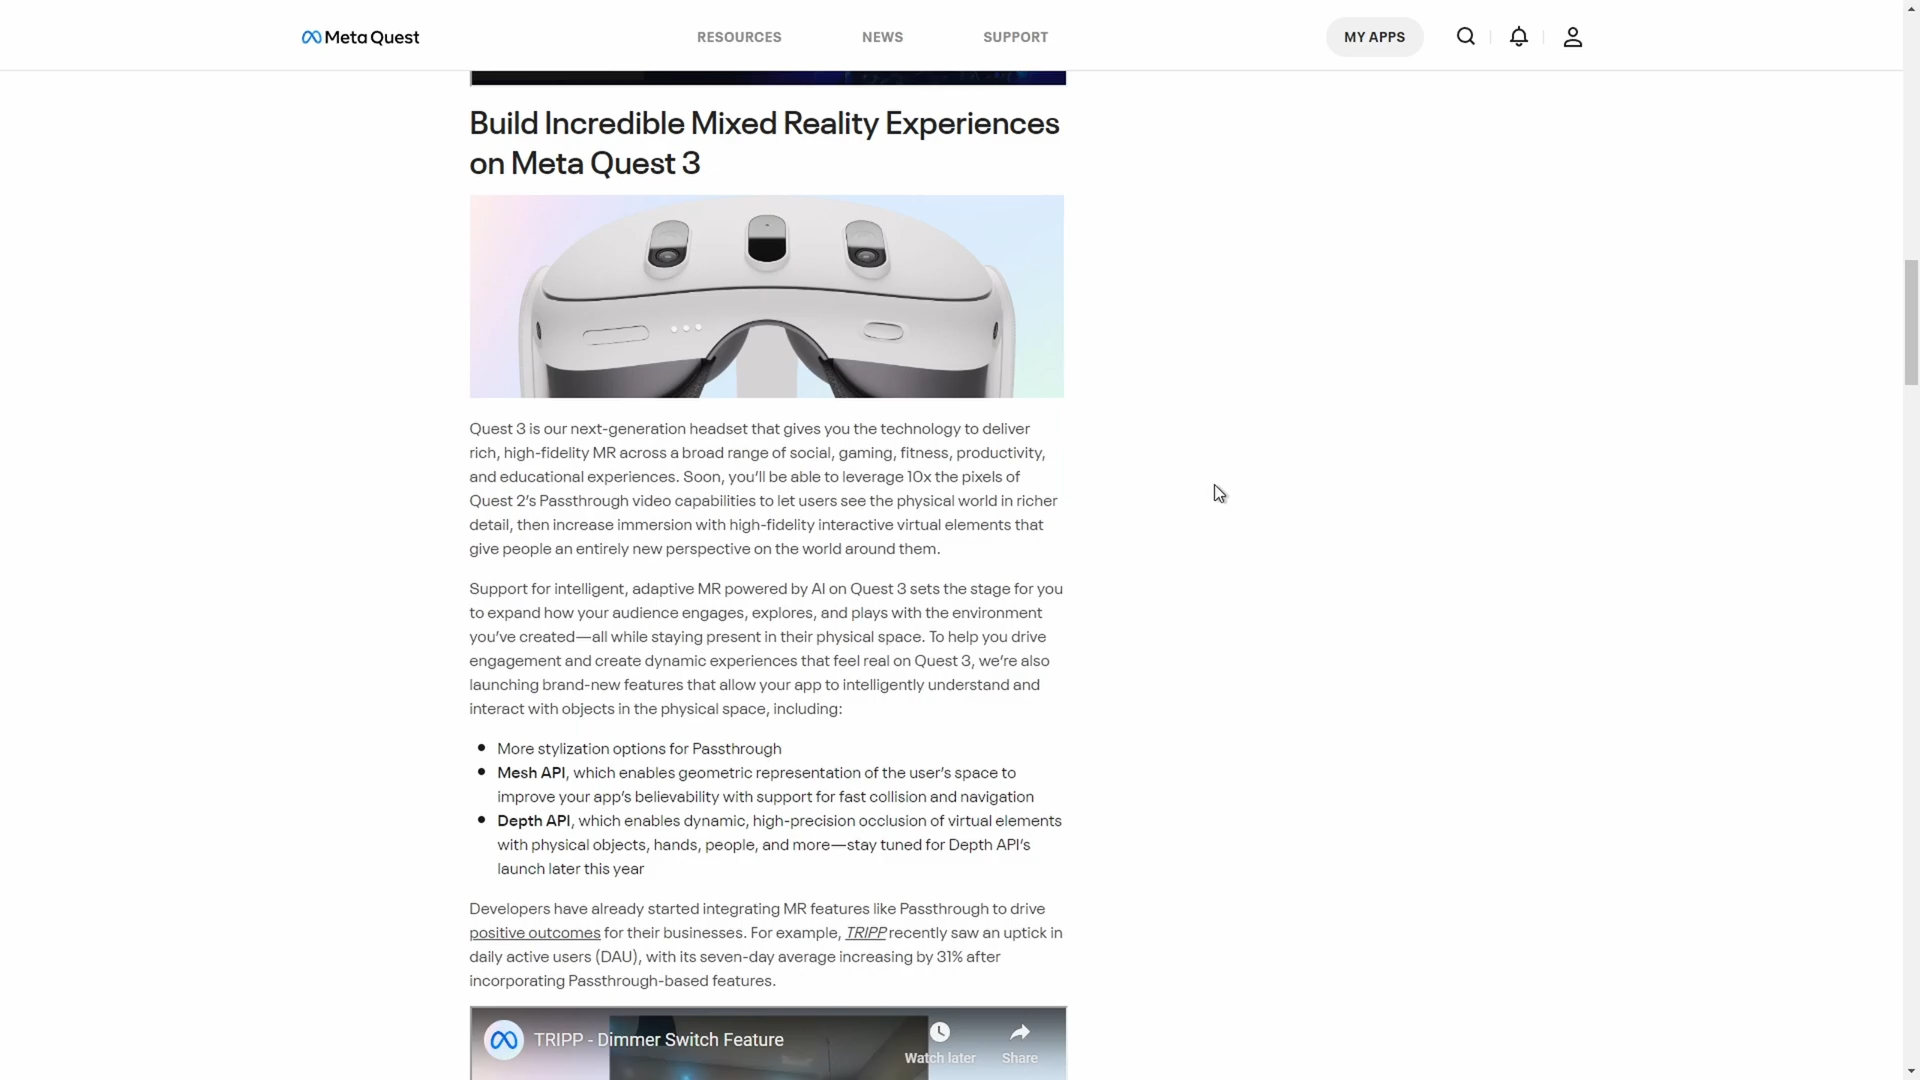 Meta Quest
RESOURCES
NEWS
SUPPORT
MY APPS
Build Incredible Mixed Reality Experiences
on Meta Quest 3
Quest 3 is our next-generation headset that gives you the technology to deliver
rich, high-fidelity MR across a broad range of social, gaming, fitness, productivity,
and educational experiences. Soon, you’ll be able to leverage 10x the pixels of
Quest 2’s Passthrough video capabilities to let users see the physical world in richer
detail, then increase immersion with high-fidelity interactive virtual elements that
give people an entirely new perspective on the world around them.
Support for intelligent, adaptive MR powered by AI on Quest 3 sets the stage for you
to expand how your audience engages, explores, and plays with the environment
you’ve created—all while staying present in their physical space. To help you drive
engagement and create dynamic experiences that feel real on Quest 3, we’re also
launching brand-new features that allow your app to intelligently understand and
interact with objects in the physical space, including:
More stylization options for Passthrough
Mesh API, which enables geometric representation of the user’s space to
improve your app’s believability with support for fast collision and navigation
Depth API, which enables dynamic, high-precision occlusion of virtual elements
with physical objects, hands, people, and more—stay tuned for Depth API’s
launch later this year
Developers have already started integrating MR features like Passthrough to drive
positive outcomes for their businesses. For example, TRIPP recently saw an uptick in
daily active users (DAU), with its seven-day average increasing by 31% after
incorporating Passthrough-based features.
TRIPP - Dimmer Switch Feature
Watch later
Share